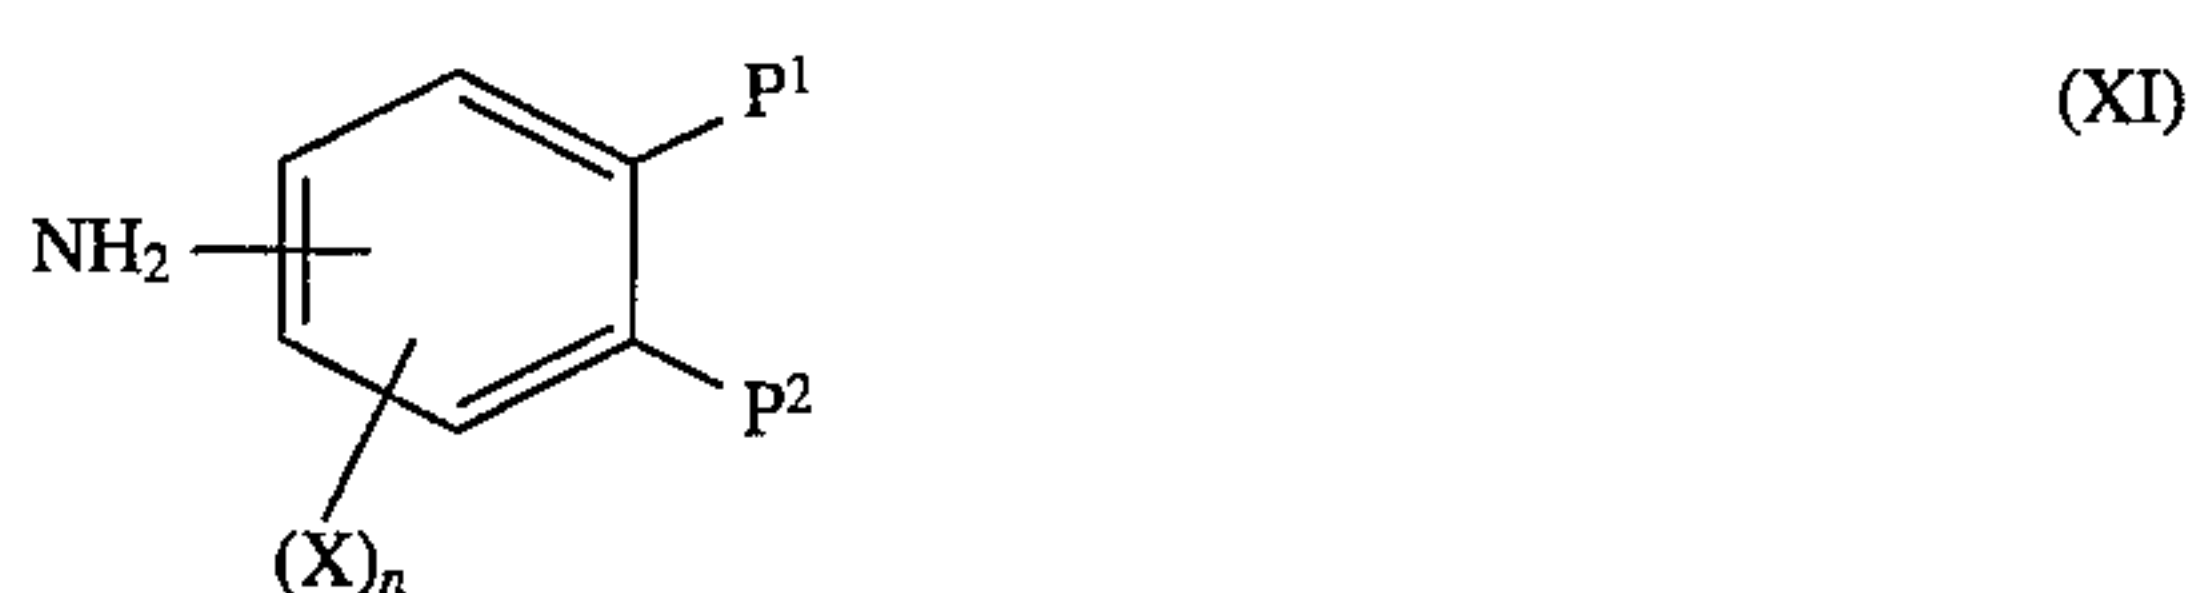 P¹
(XI)
NH₂
P²
(X)ₙ